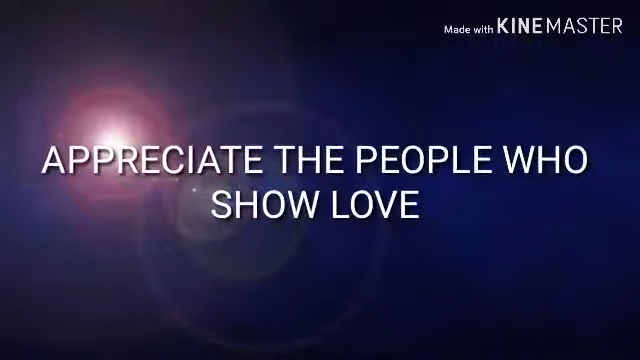 Made with KINEMASTER
APPRECIATE THE PEOPLE WHO
SHOW LOVE